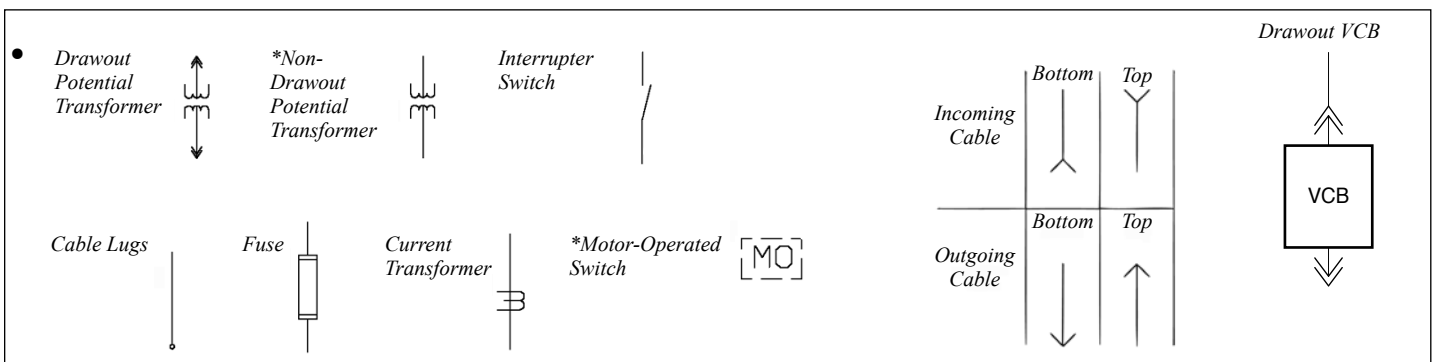 Drawout
Potential
Transformer
*Non-
Drawout
Potential
Transformer
Interrupter
Switch
Cable Lugs
Fuse
Current
Transformer
*Motor-Operated
Switch
MO
Bottom
Top
Incoming
Cable
Bottom
Top
Outgoing
Cable
Drawout VCB
VCB